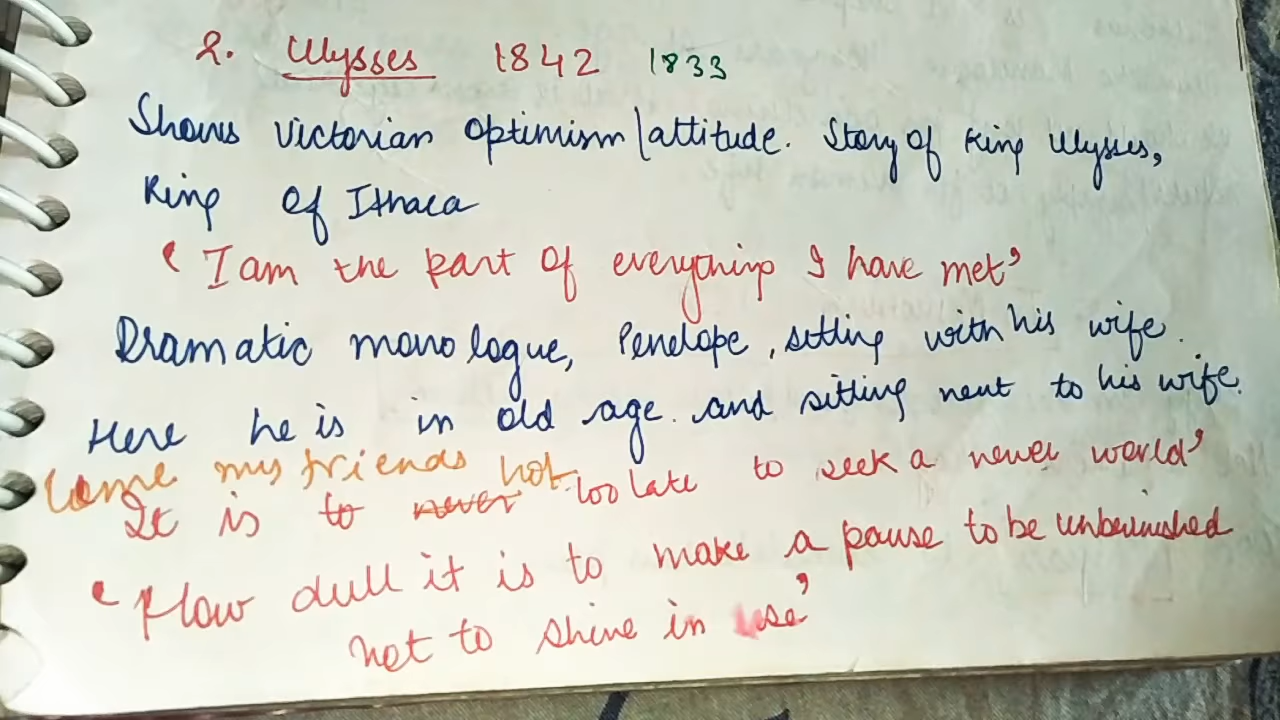 2. Ulysses 1842 1833
Shows Victorian Optimism/attitude. Story of King Ulysses,
King of Ithaca
'I am the part of everything I have met'
Dramatic monologue, Penelope, sitting with his wife.
Here he is in old age. and sitting next to his wife.
Come my friends not
It is to never too late to seek a newer world'
'How dull it is to make a pause to be unburnished
not to shine in use'